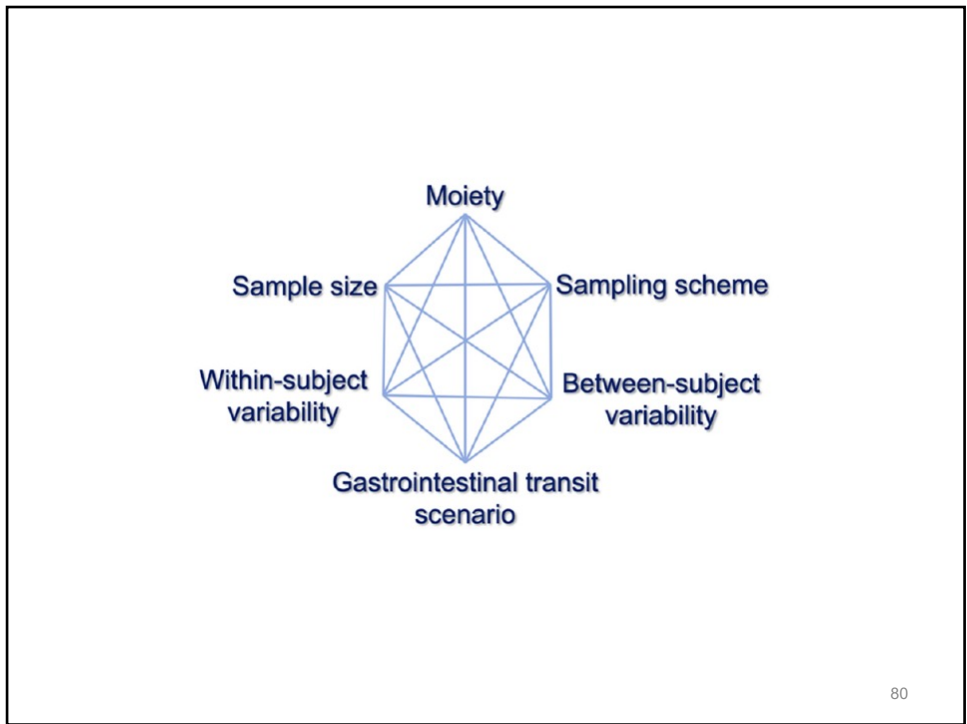 Moiety
Sample size
Sampling scheme
Within-subject
variability
Between-subject
variability
Gastrointestinal transit
scenario
80